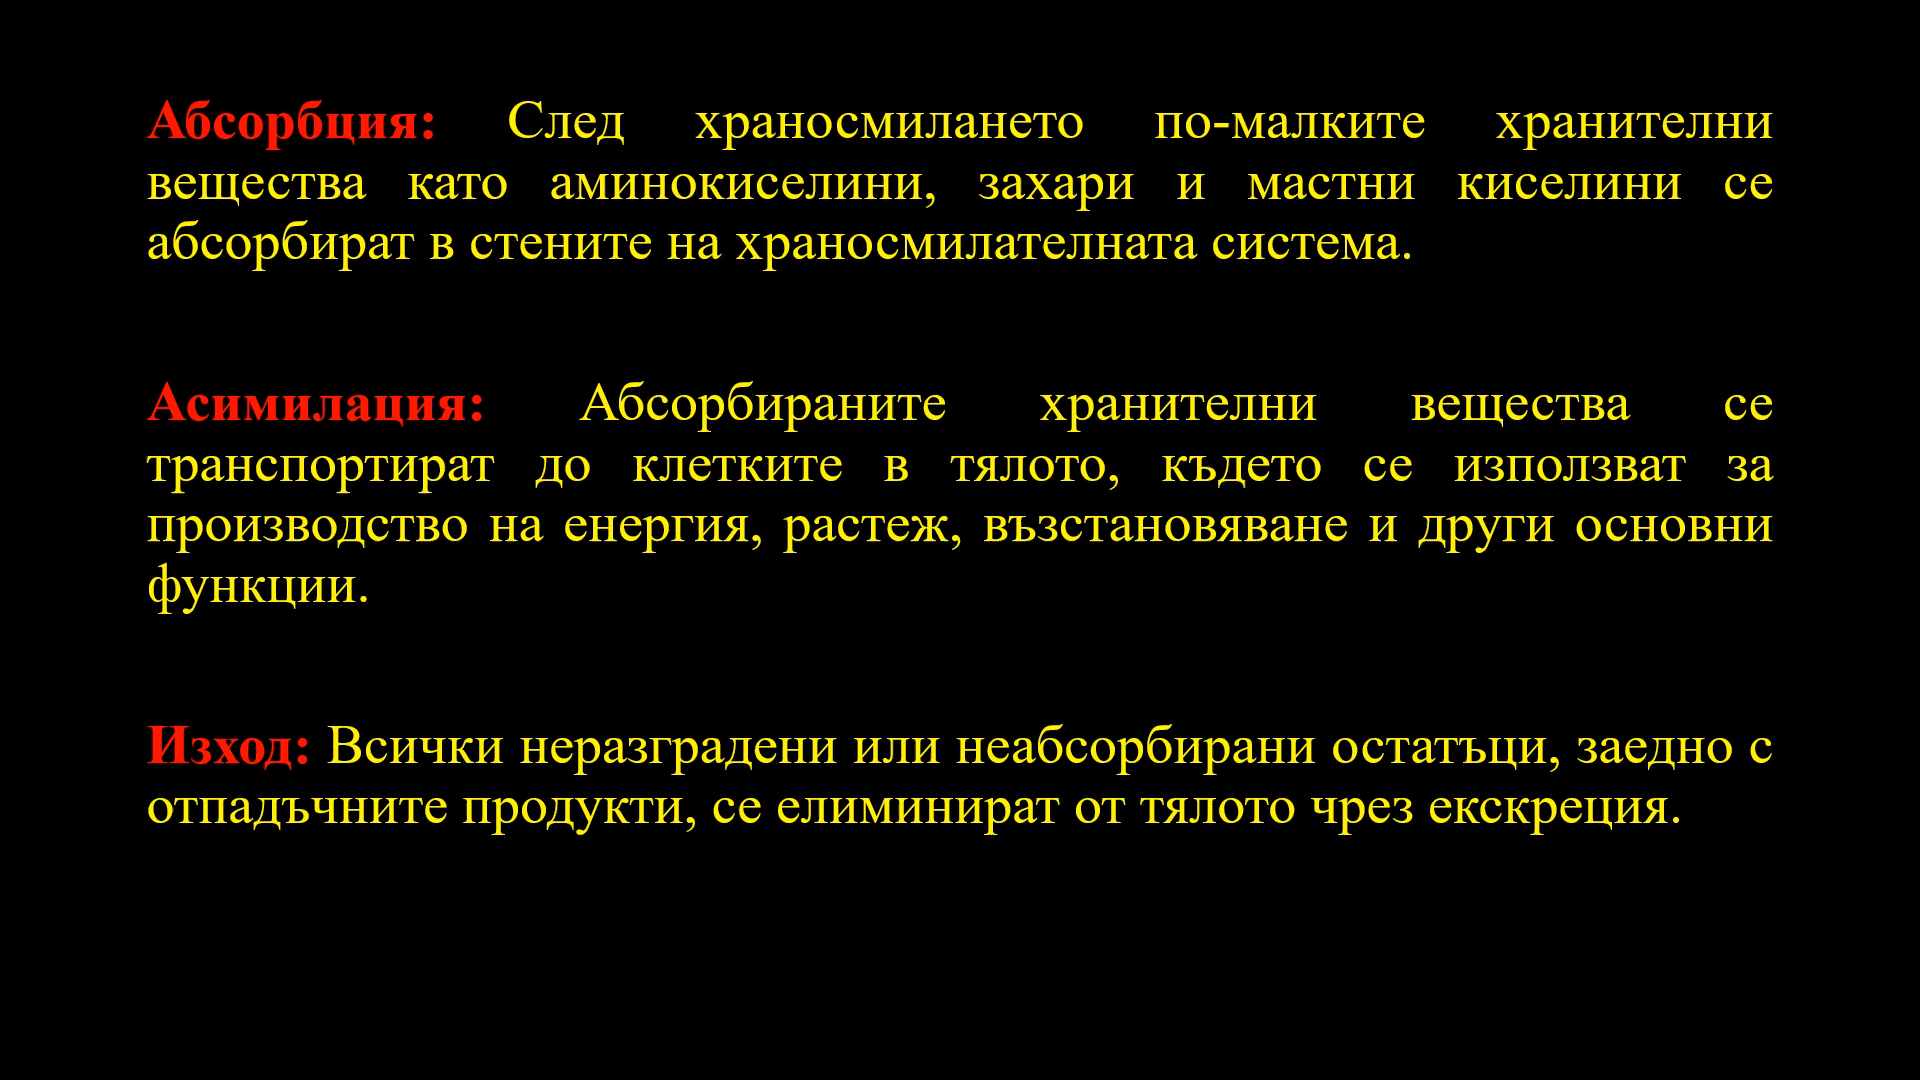 Абсорбция: След храносмилането по-малките хранителни
вещества като аминокиселини, захари и мастни киселини се
абсорбират в стените на храносмилателната система.
Асимилация: Абсорбираните хранителни вещества се
транспортират до клетките в тялото, където се използват за
производство на енергия, растеж, възстановяване и други основни
функции.
Изход: Всички неразградени или неабсорбирани остатъци, заедно с
отпадъчните продукти, се елиминират от тялото чрез екскреция.